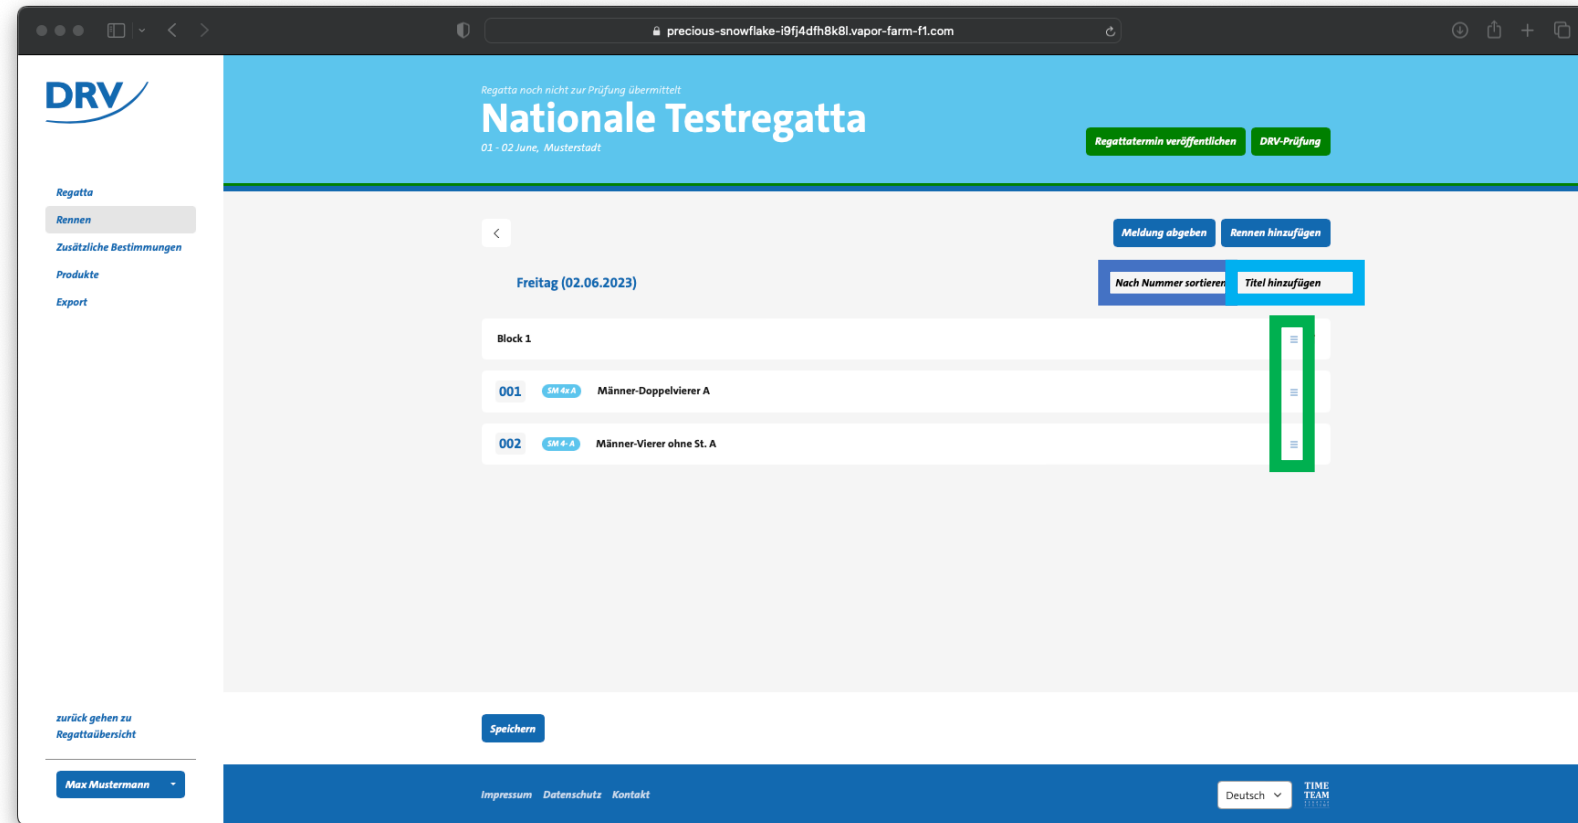 precious-snowflake-i9fj4dfh8k8l.vapor-farm-f1.com
DRV
Regatta noch nicht zur Prüfung übermittelt
Nationale Testregatta
01 - 02 June, Musterstadt
Regattatermin veröffentlichen
DRV-Prüfung
Regatta
Rennen
Zusätzliche Bestimmungen
Produkte
Export
Meldung abgeben
Rennen hinzufügen
Freitag (02.06.2023)
Nach Nummer sortieren
Titel hinzufügen
Block 1
001 SM 4x A Männer-Doppelvierer A
002 SM 4- A Männer-Vierer ohne St. A
zurück gehen zu
Regattaübersicht
Speichern
Max Mustermann
Impressum Datenschutz Kontakt
Deutsch
TIME
TEAM